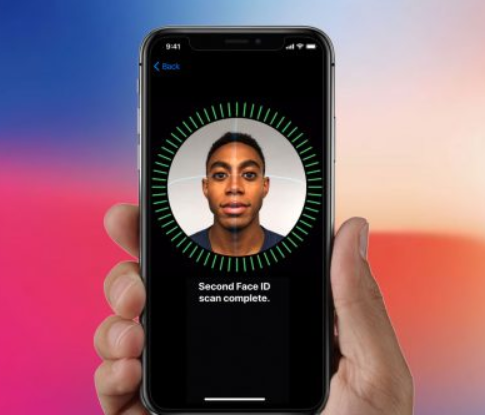 9:41
Back
Second Face ID
scan complete.